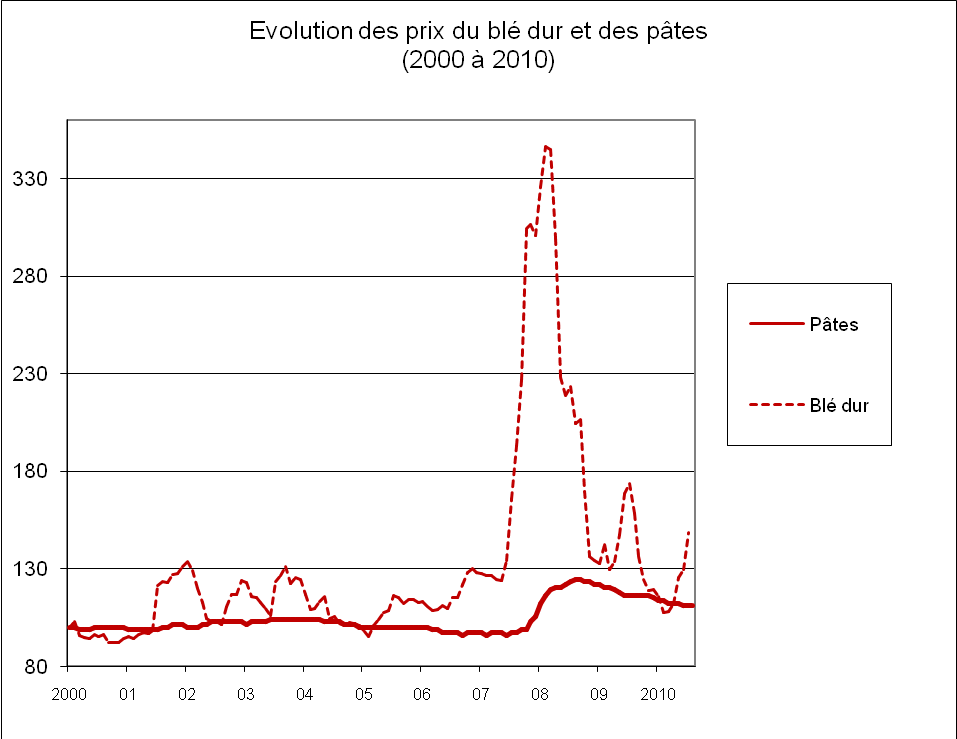 Evolution des prix du blé dur et des pâtes
(2000 à 2010)
330
280
230
180
130
80
2000 01 02 03 04 05 06 07 08 09 2010
Pâtes
Blé dur